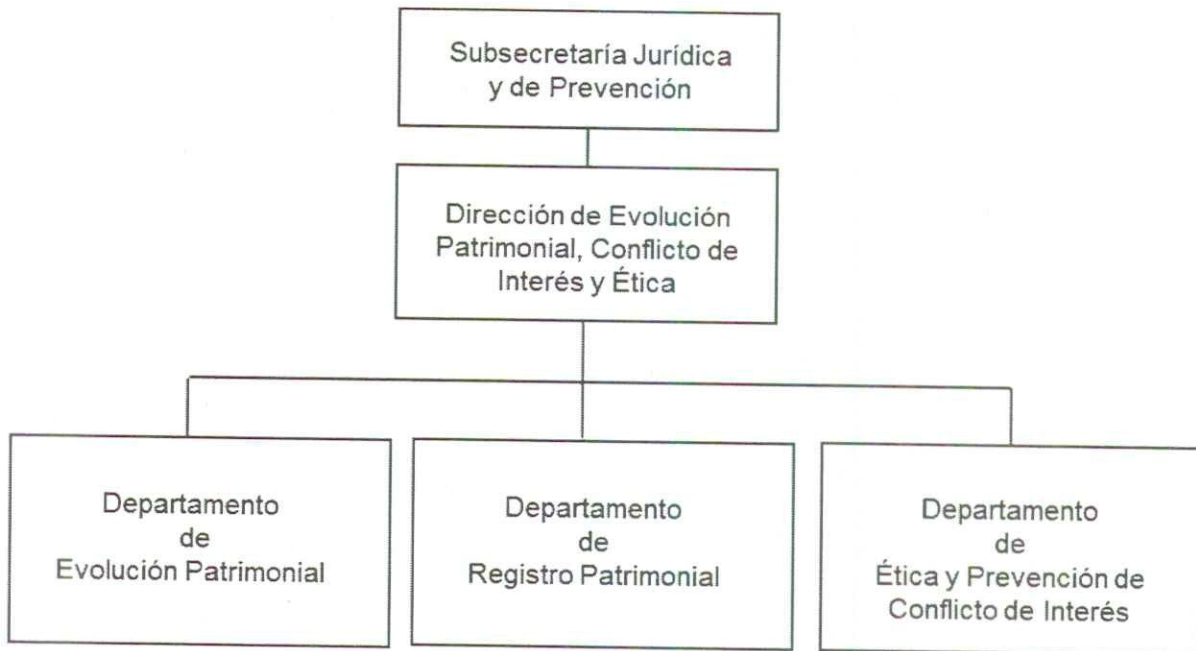 Subsecretaría Jurídica
y de Prevención
Dirección de Evolución
Patrimonial, Conflicto de
Interés y Ética
Departamento
de
Evolución Patrimonial
Departamento
de
Registro Patrimonial
Departamento
de
Ética y Prevención de
Conflicto de Interés